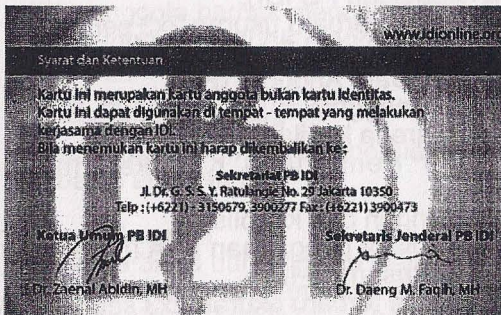 www.idionline.org
Syarat dan Ketentuan
Kartu ini merupakan kartu anggota bukan kartu identitas.
Kartu ini dapat digunakan di tempat - tempat yang melakukan
kerjasama dengan IDI.
Bila menemukan kartu ini harap dikembalikan ke :
Sekretariat PB IDI
Jl. Dr. G. S. S. Y. Ratulangie No. 29 Jakarta 10350
Telp : (+6221) - 3150679, 3900277 Fax : (+6221) 3900473
Ketua Umum PB IDI
Sekretaris Jenderal PB IDI
Dr. Zaenal Abidin, MH
Dr. Daeng M. Faqih, MH